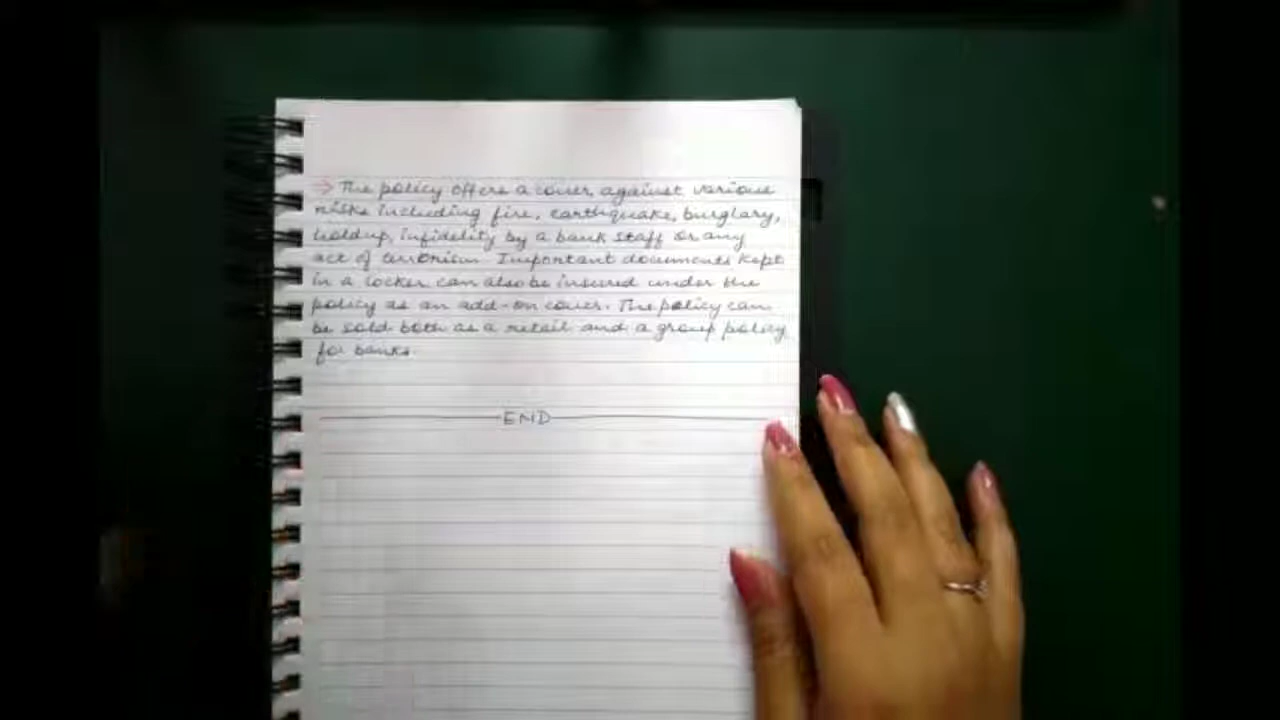 → The policy offers a cover against various
risks including fire, earthquake, burglary,
holdup, infidelity by a bank staff or any
act of terrorism. Important documents kept
in a locker can also be insured under the
policy as an add-on cover. The policy can
be sold both as a retail and a group policy
for banks.
END